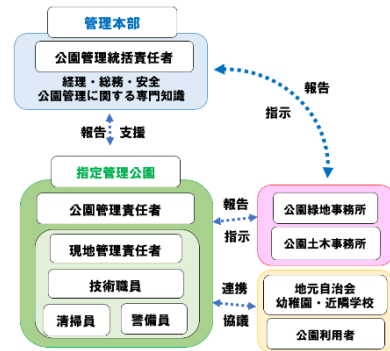 管理本部
公園管理統括責任者
経理・総務・安全
公園管理に関する専門知識
報告
指示
報告
支援
指定管理公園
公園管理責任者
現地管理責任者
技術職員
清掃員
警備員
報告
指示
公園緑地事務所
公園土木事務所
連携
協議
地元自治会
幼稚園・近隣学校
公園利用者